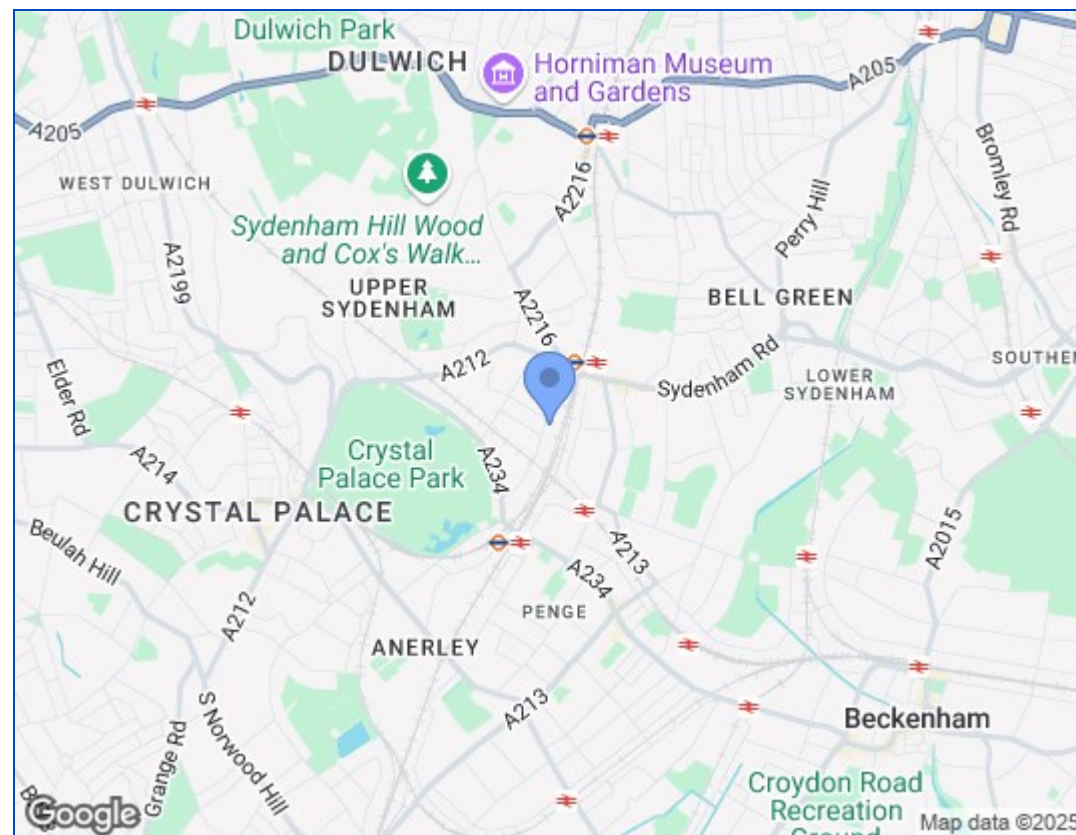 Dulwich Park
DULWICH
Horniman Museum
and Gardens
A205
A205
WEST DULWICH
A2216
Bromley Rd
Perry Hill
Sydenham Hill Wood
and Cox's Walk...
A2199
UPPER
SYDENHAM
A2216
BELL GREEN
A212
Sydenham Rd
SOUTHEN
LOWER
SYDENHAM
Elder Rd
A214
Crystal
Palace Park
A234
CRYSTAL PALACE
Beulah Hill
A213
A2015
A234
A212
PENGE
ANERLEY
S Norwood Hill
A213
Beckenham
Grange Rd
Croydon Road
Recreation
Ground
Google
Map data ©2025